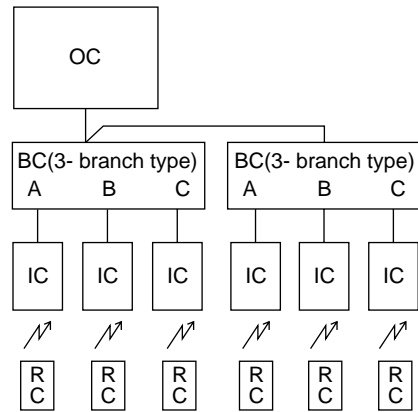 OC
BC(3- branch type) BC(3- branch type)
A B C A B C
IC IC IC IC IC IC
R R R R R R
C C C C C C